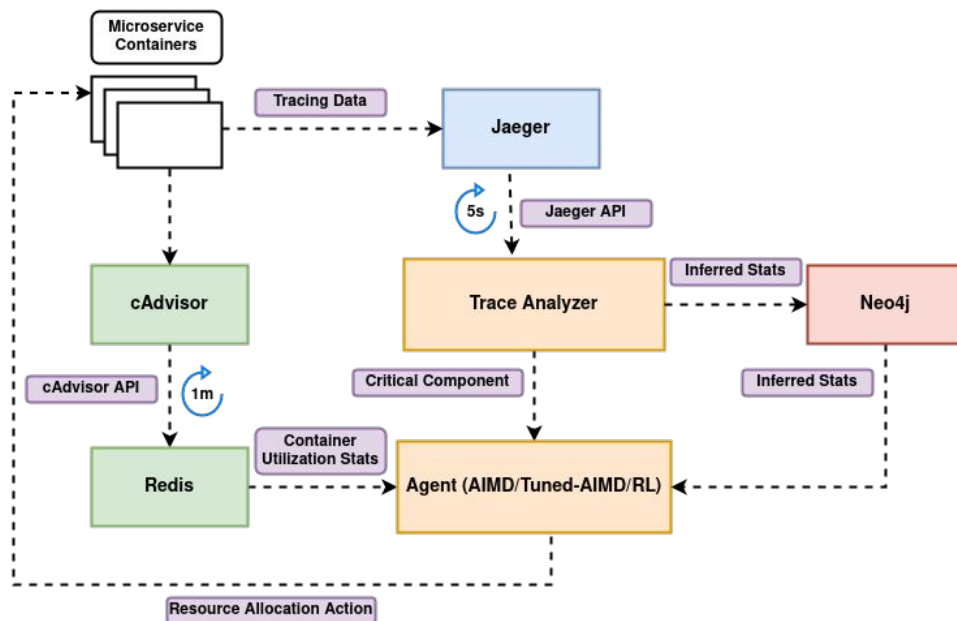 Microservice
Containers
Tracing Data
Jaeger
5s
Jaeger API
Inferred Stats
cAdvisor
Trace Analyzer
Neo4j
cAdvisor API
1m
Critical Component
Inferred Stats
Container
Utilization Stats
Redis
Agent (AIMD/Tuned-AIMD/RL)
Resource Allocation Action